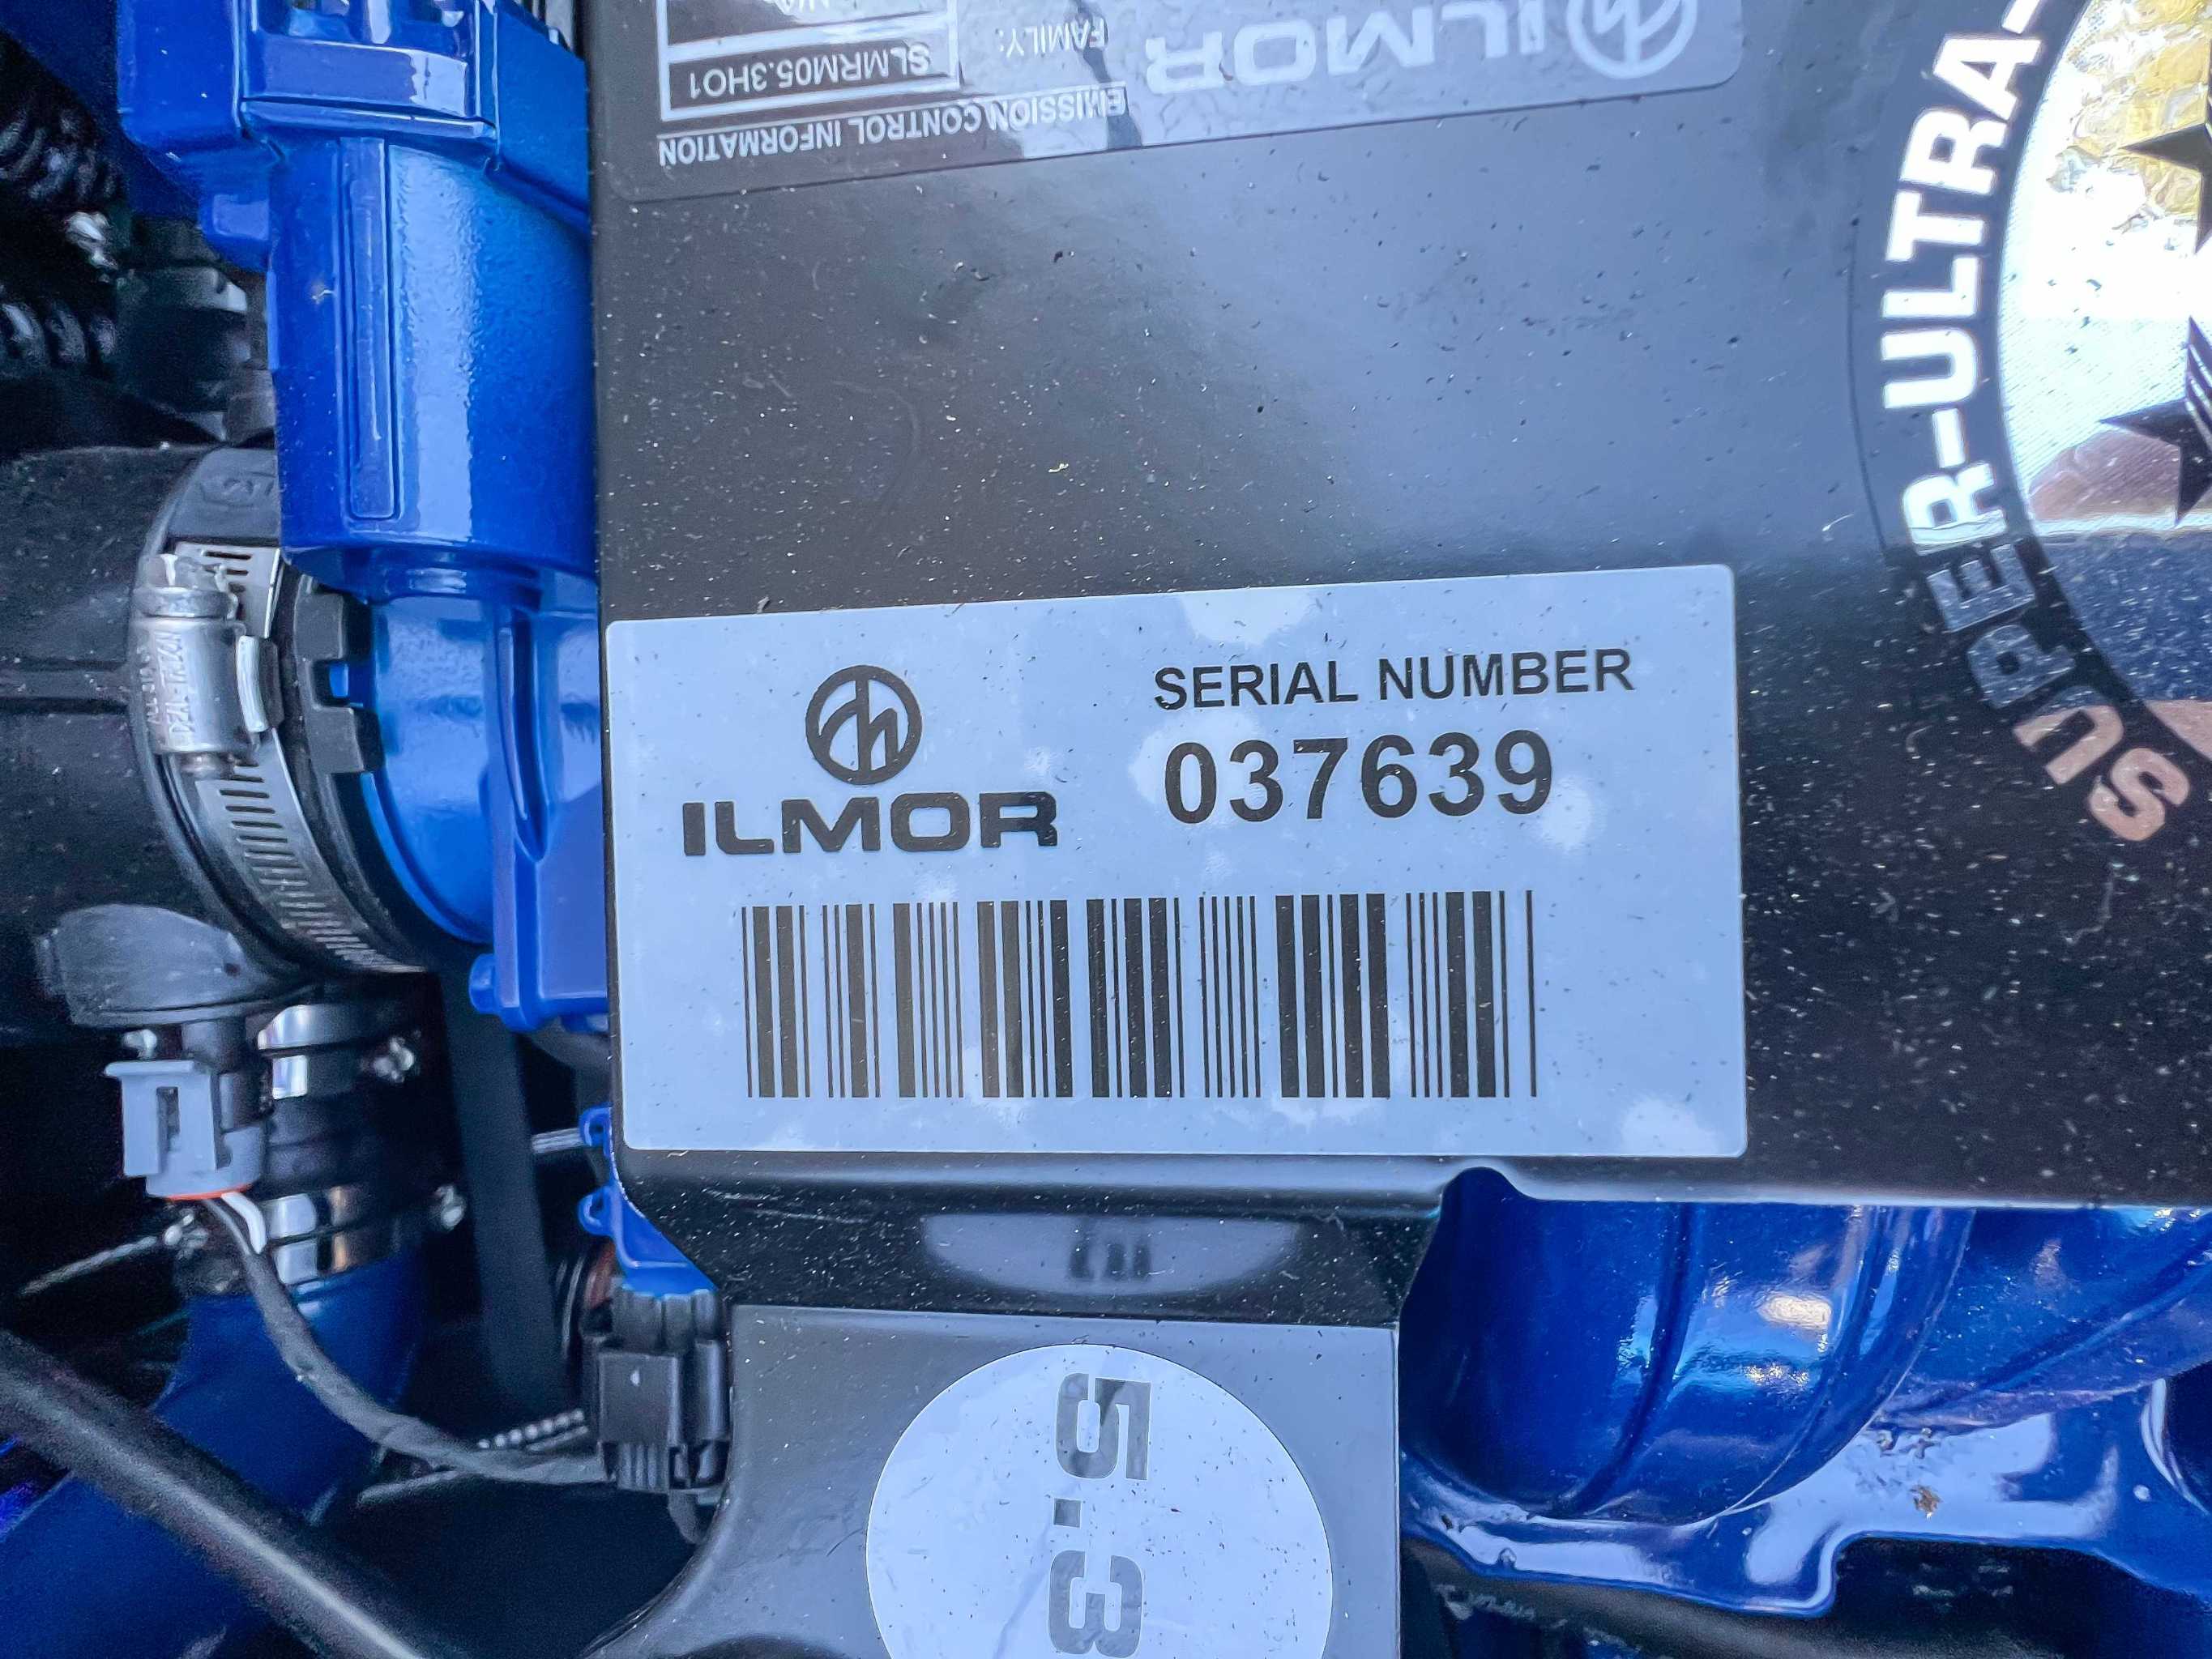 ILMOR
EMISSION CONTROL INFORMATION
FAMILY:
SLMRM05.3HO1
SUPER-ULTRA-
ILMOR
SERIAL NUMBER
037639
5.3